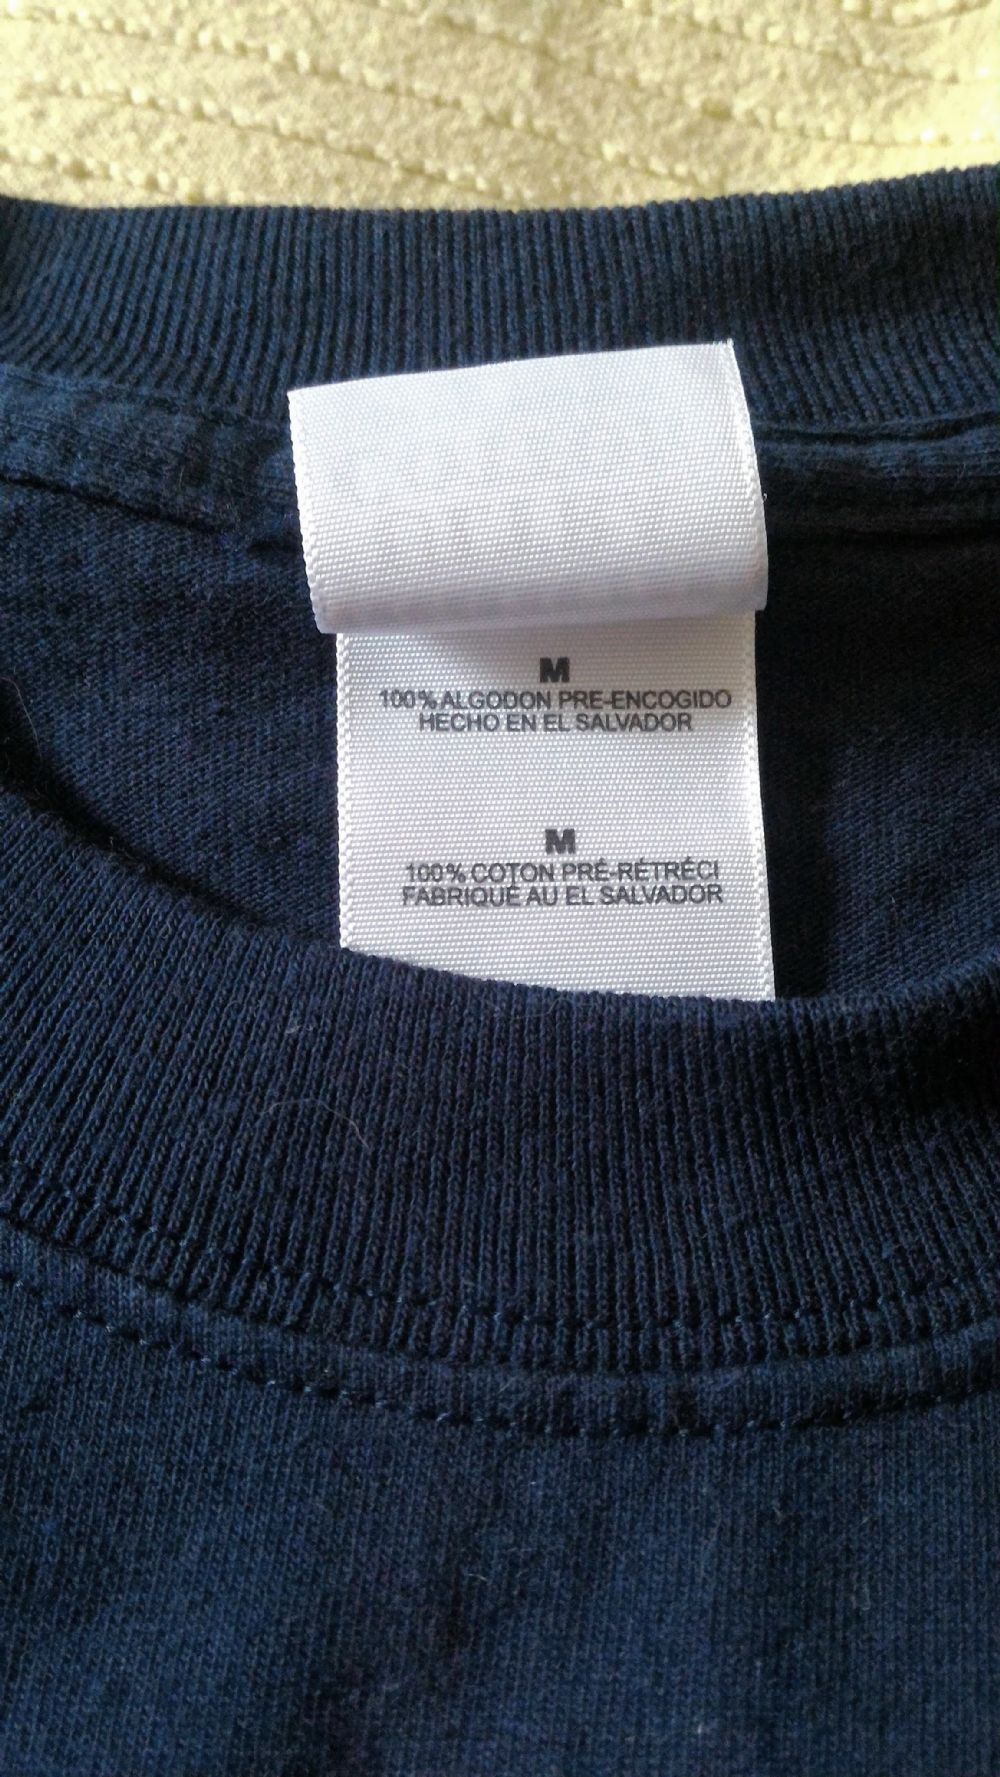 M
100% ALGODON PRE-ENCOGIDO
HECHO EN EL SALVADOR
M
100% COTON PRÉ-RÉTRÉCI
FABRIQUÉ AU EL SALVADOR